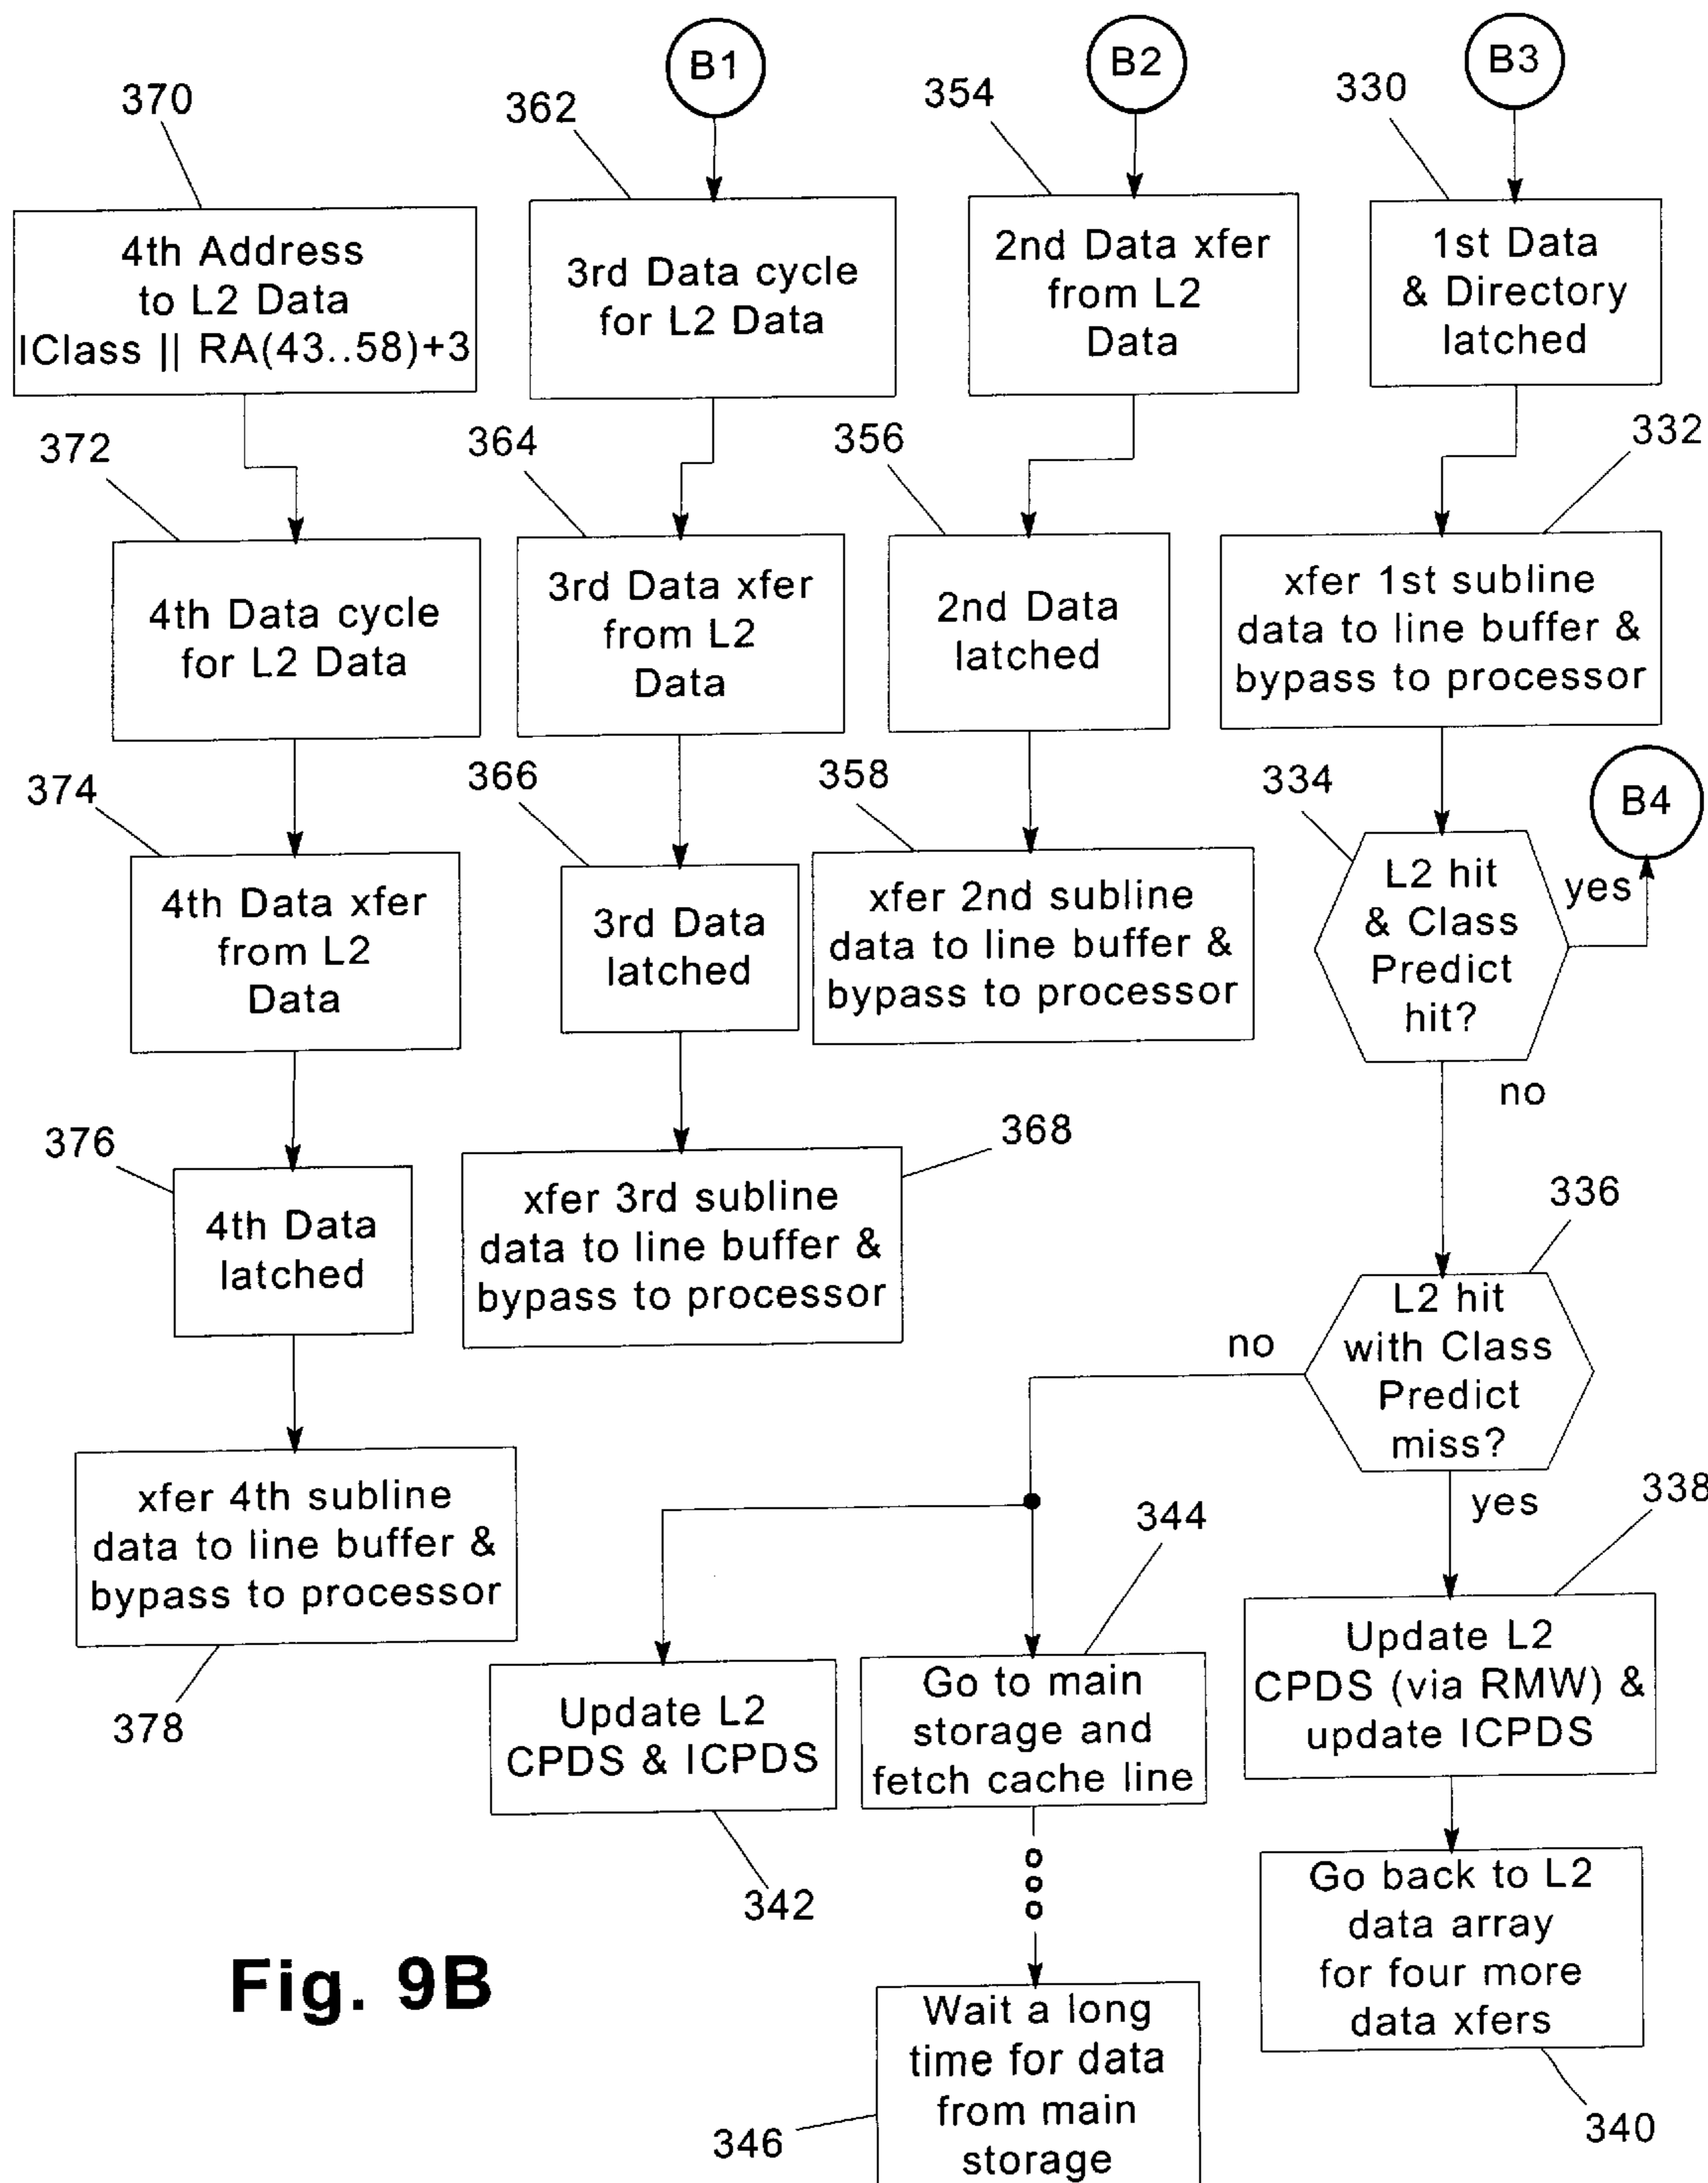 B1
B2
B3
370
362
354
330
4th Address
to L2 Data
IClass || RA(43..58)+3
3rd Data cycle
for L2 Data
2nd Data xfer
from L2
Data
1st Data
& Directory
latched
372
364
356
332
4th Data cycle
for L2 Data
3rd Data xfer
from L2
Data
2nd Data
latched
xfer 1st subline
data to line buffer &
bypass to processor
374
366
358
334
B4
4th Data xfer
from L2
Data
3rd Data
latched
xfer 2nd subline
data to line buffer &
bypass to processor
L2 hit
& Class
Predict
hit?
yes
no
376
368
336
4th Data
latched
xfer 3rd subline
data to line buffer &
bypass to processor
L2 hit
with Class
Predict
miss?
no
yes
xfer 4th subline
data to line buffer &
bypass to processor
378
344
338
Update L2
CPDS & ICPDS
342
Go to main
storage and
fetch cache line
Update L2
CPDS (via RMW) &
update ICPDS
Go back to L2
data array
for four more
data xfers
340
Wait a long
time for data
from main
storage
346
Fig. 9B